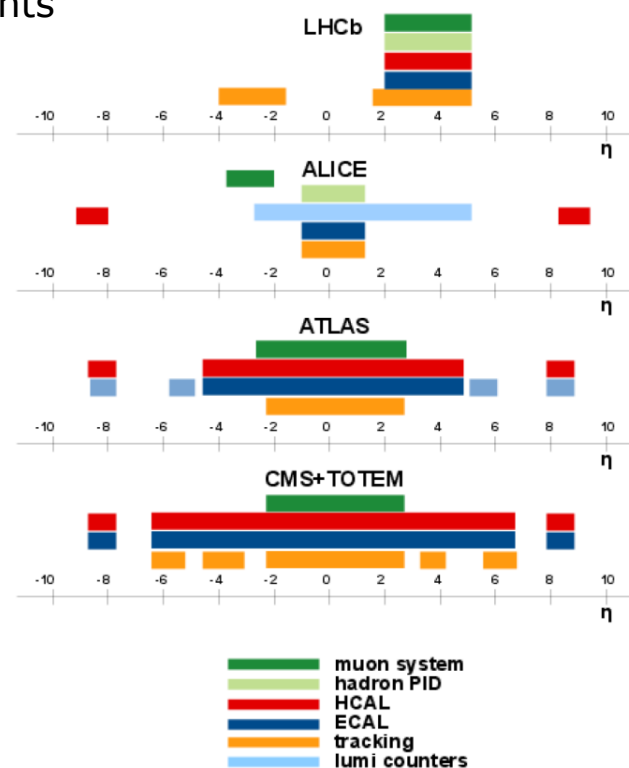 nts
LHCb
-10 -8 -6 -4 -2 0 2 4 6 8 10
η
ALICE
-10 -8 -6 -4 -2 0 2 4 6 8 10
η
ATLAS
-10 -8 -6 -4 -2 0 2 4 6 8 10
η
CMS+TOTEM
-10 -8 -6 -4 -2 0 2 4 6 8 10
η
muon system
hadron PID
HCAL
ECAL
tracking
lumi counters